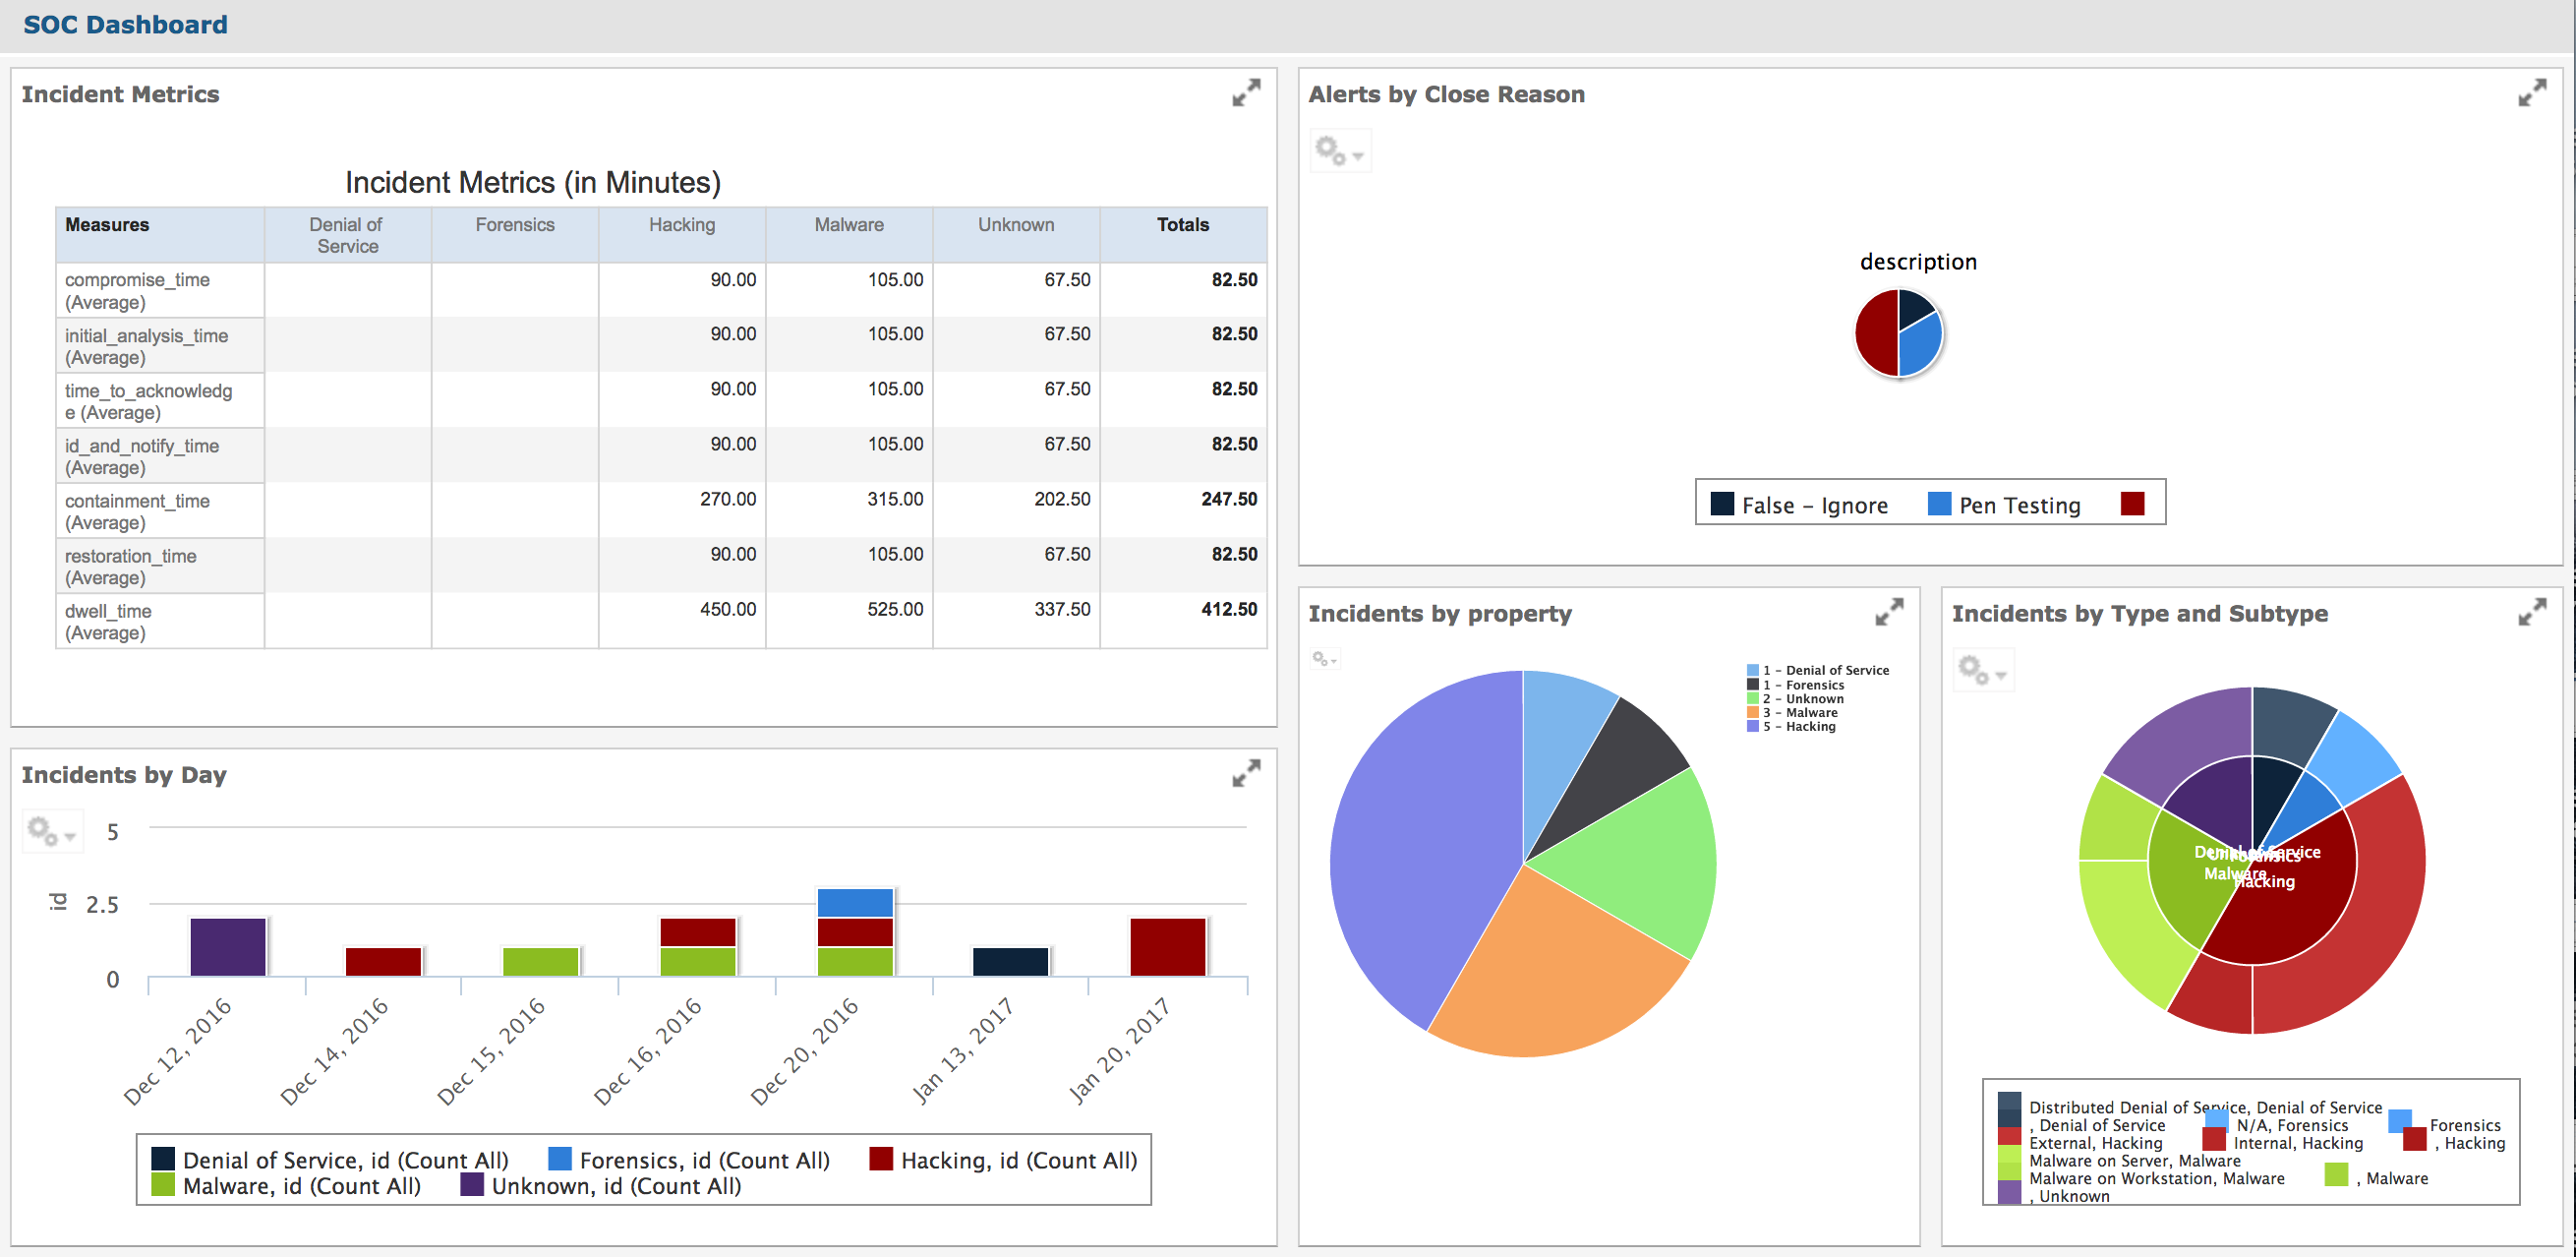 SOC Dashboard
Incident Metrics
Incident Metrics (in Minutes)
Measures Denial of Service Forensics Hacking Malware Unknown Totals
compromise_time (Average) 90.00 105.00 67.50 82.50
initial_analysis_time (Average) 90.00 105.00 67.50 82.50
time_to_acknowledge (Average) 90.00 105.00 67.50 82.50
id_and_notify_time (Average) 90.00 105.00 67.50 82.50
containment_time (Average) 270.00 315.00 202.50 247.50
restoration_time (Average) 90.00 105.00 67.50 82.50
dwell_time (Average) 450.00 525.00 337.50 412.50
Alerts by Close Reason
description
False – Ignore Pen Testing
Incidents by Day
5
2.5
0
id
Dec 12, 2016
Dec 14, 2016
Dec 15, 2016
Dec 16, 2016
Dec 20, 2016
Jan 13, 2017
Jan 20, 2017
Denial of Service, id (Count All) Forensics, id (Count All) Hacking, id (Count All)
Malware, id (Count All) Unknown, id (Count All)
Incidents by property
1 – Denial of Service
1 – Forensics
2 – Unknown
3 – Malware
5 – Hacking
Incidents by Type and Subtype
Denial of Service
Unknown
Forensics
Malware
Hacking
Distributed Denial of Service, Denial of Service
, Denial of Service N/A, Forensics Forensics
External, Hacking Internal, Hacking , Hacking
Malware on Server, Malware
Malware on Workstation, Malware , Malware
, Unknown